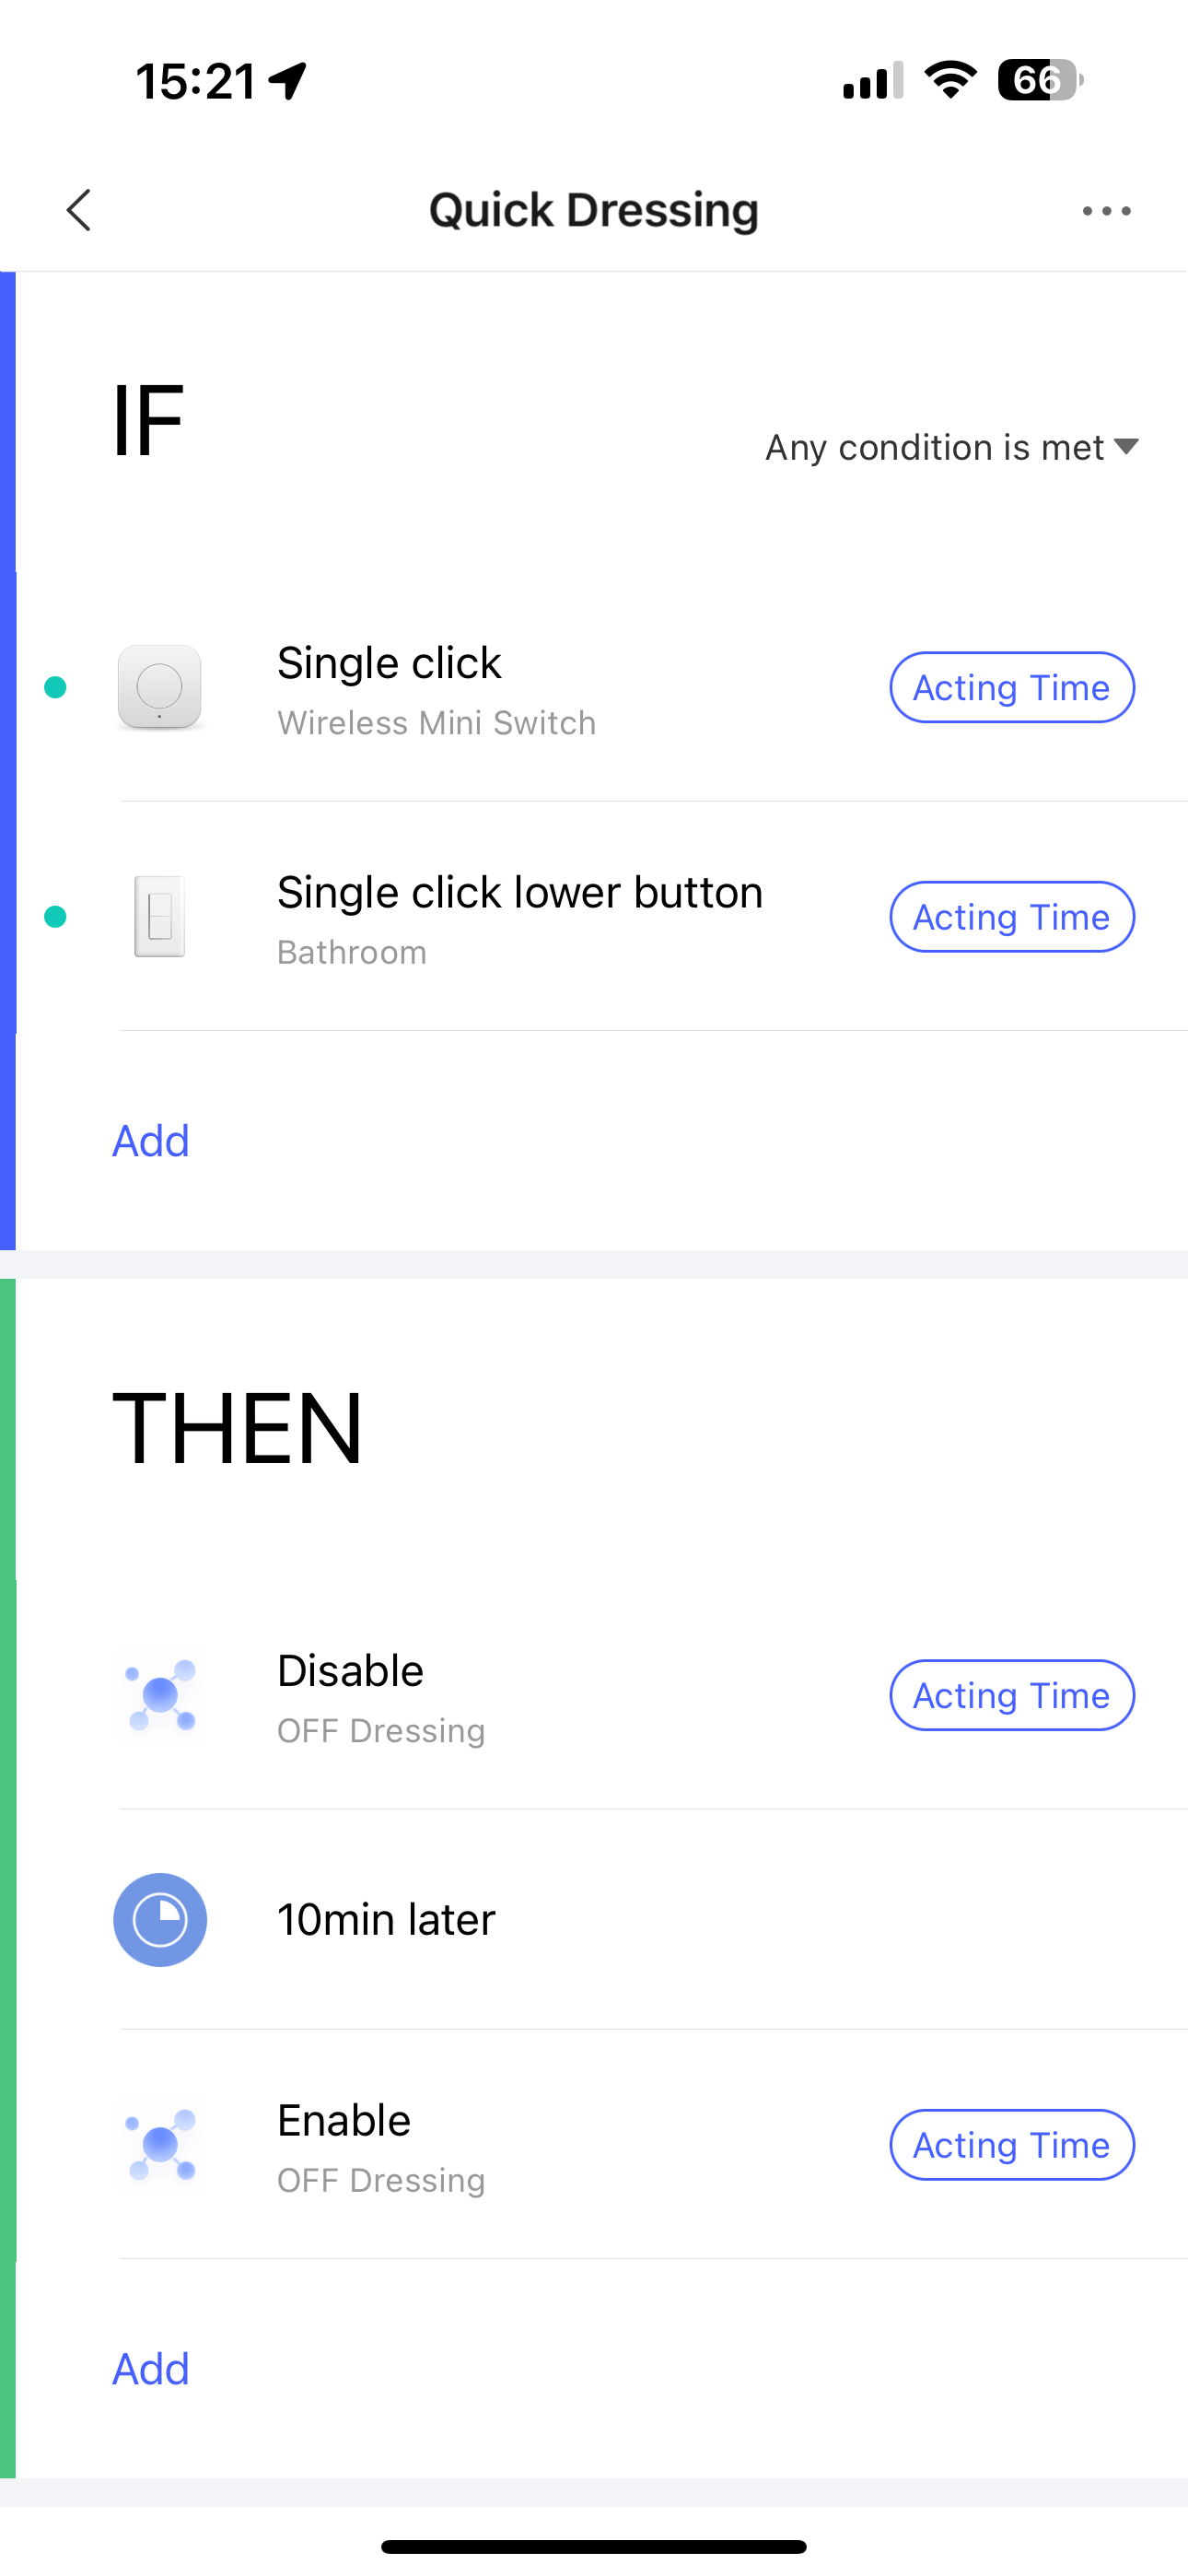 15:21
66
Quick Dressing
IF
Any condition is met
Single click
Wireless Mini Switch
Acting Time
Single click lower button
Bathroom
Acting Time
Add
THEN
Disable
OFF Dressing
Acting Time
10min later
Enable
OFF Dressing
Acting Time
Add